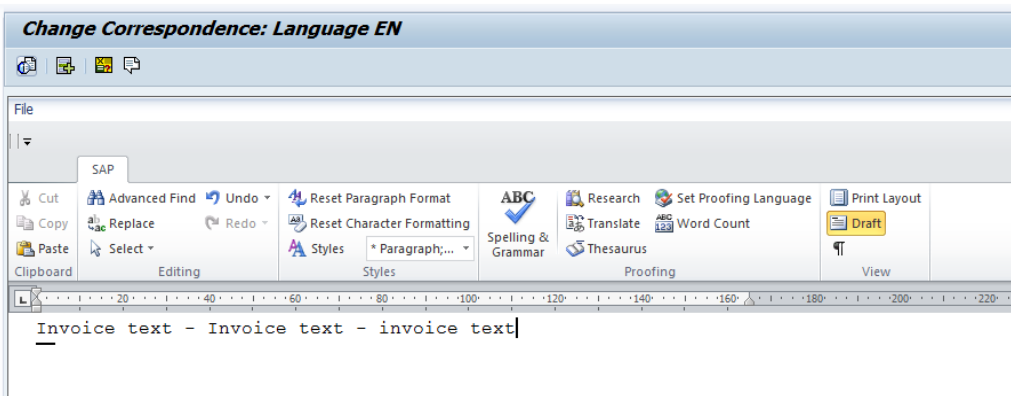 Change Correspondence: Language EN
File
SAP
Cut
Advanced Find
Undo
Reset Paragraph Format
ABC
Research
Set Proofing Language
Print Layout
Copy
Replace
Redo
Reset Character Formatting
Translate
ABC
123
Word Count
Draft
Paste
Select
Styles
* Paragraph;...
Spelling &
Grammar
Thesaurus
¶
Clipboard
Editing
Styles
Proofing
View
L
20 40 60 80 100 120 140 160 180 200 220
Invoice text - Invoice text - invoice text